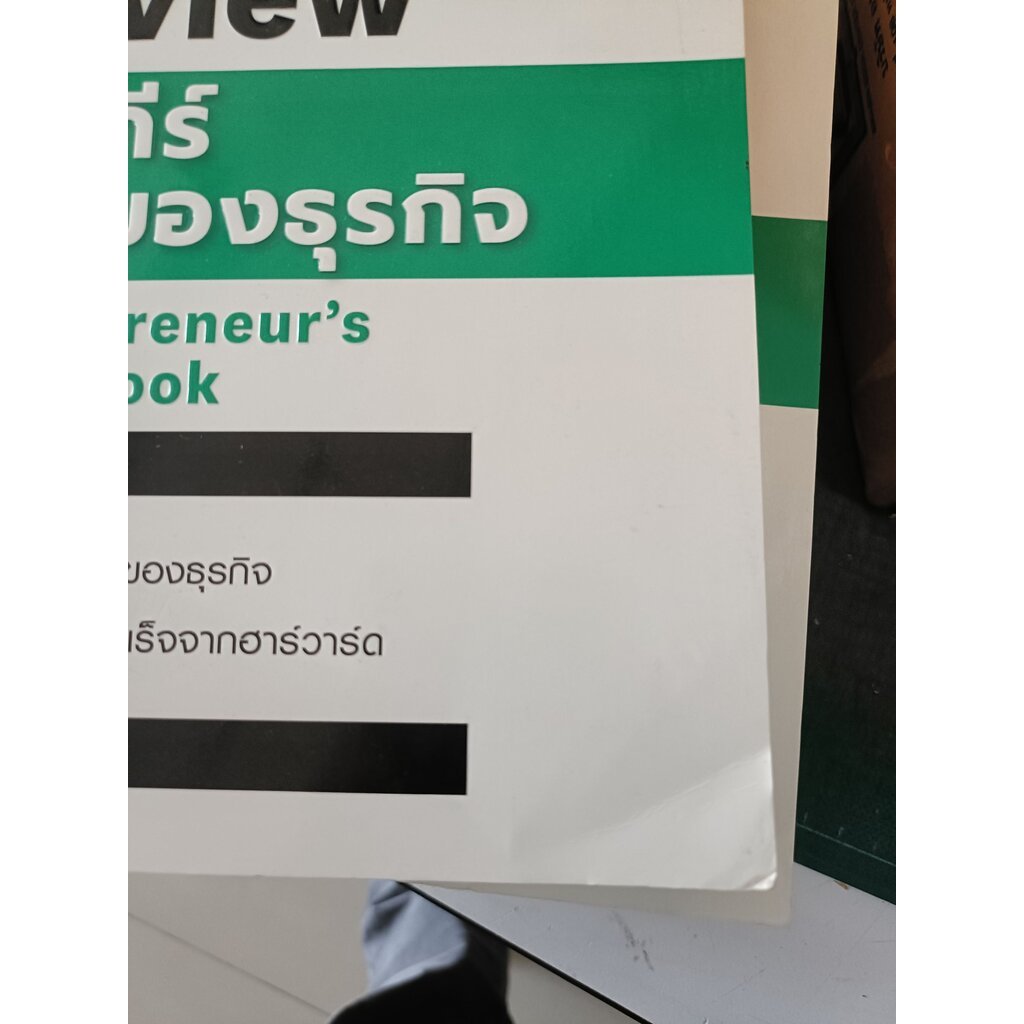 view
ีร์
ของธุรกิจ
reneur's
ook
ของธุรกิจ
เร็จจากฮาร์วาร์ด